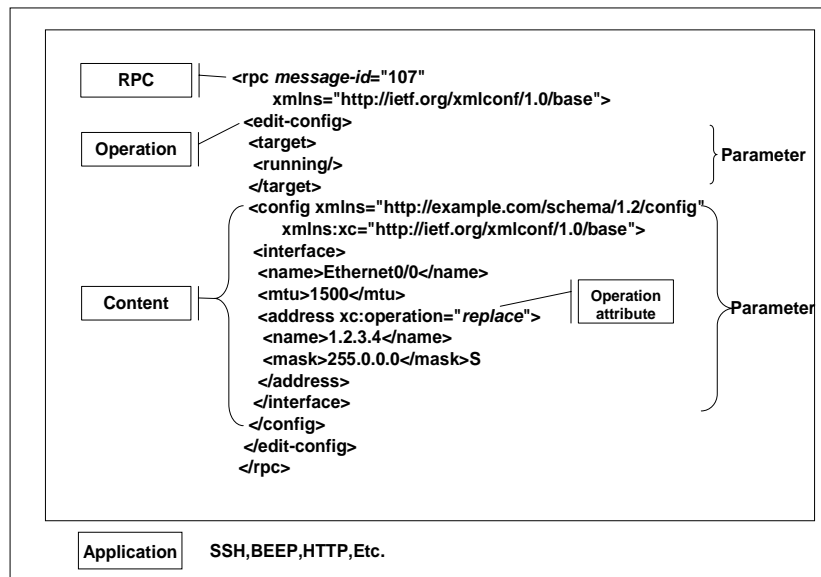 RPC <rpc message-id="107"
xmlns="http://ietf.org/xmlconf/1.0/base">
<edit-config>
Operation <target> Parameter
<running/>
</target>
<config xmlns="http://example.com/schema/1.2/config"
xmlns:xc="http://ietf.org/xmlconf/1.0/base">
<interface>
<name>Ethernet0/0</name>
Content <mtu>1500</mtu> Operation attribute Parameter
<address xc:operation="replace">
<name>1.2.3.4</name>
<mask>255.0.0.0</mask>S
</address>
</interface>
</config>
</edit-config>
</rpc>
Application SSH,BEEP,HTTP,Etc.